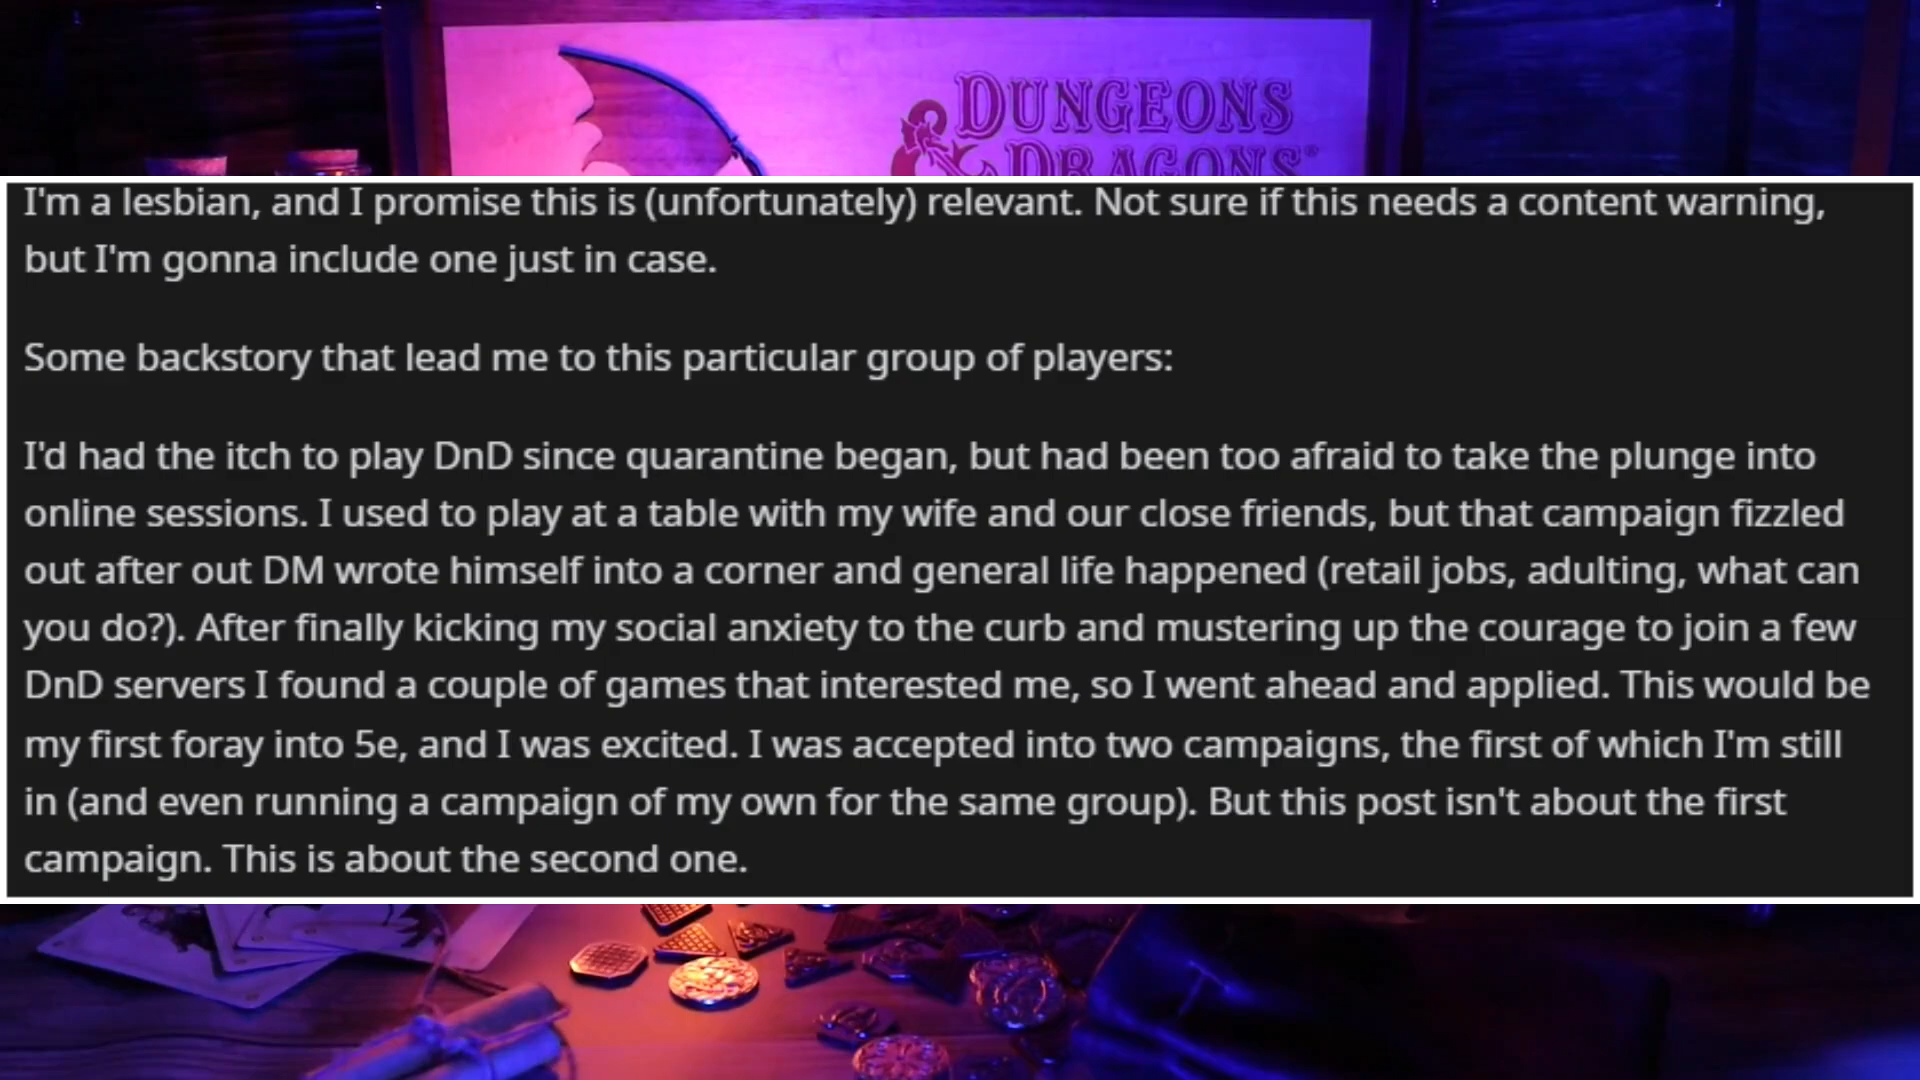 DUNGEONS
& DRAGONS®
I'm a lesbian, and I promise this is (unfortunately) relevant. Not sure if this needs a content warning,
but I'm gonna include one just in case.
Some backstory that lead me to this particular group of players:
I'd had the itch to play DnD since quarantine began, but had been too afraid to take the plunge into
online sessions. I used to play at a table with my wife and our close friends, but that campaign fizzled
out after out DM wrote himself into a corner and general life happened (retail jobs, adulting, what can
you do?). After finally kicking my social anxiety to the curb and mustering up the courage to join a few
DnD servers I found a couple of games that interested me, so I went ahead and applied. This would be
my first foray into 5e, and I was excited. I was accepted into two campaigns, the first of which I'm still
in (and even running a campaign of my own for the same group). But this post isn't about the first
campaign. This is about the second one.